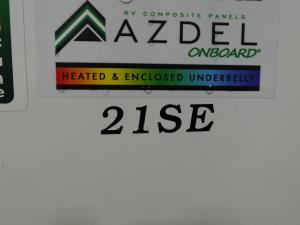 RV COMPOSITE PANELS
AZDEL
ONBOARD®
HEATED & ENCLOSED UNDERBELLY
21SE